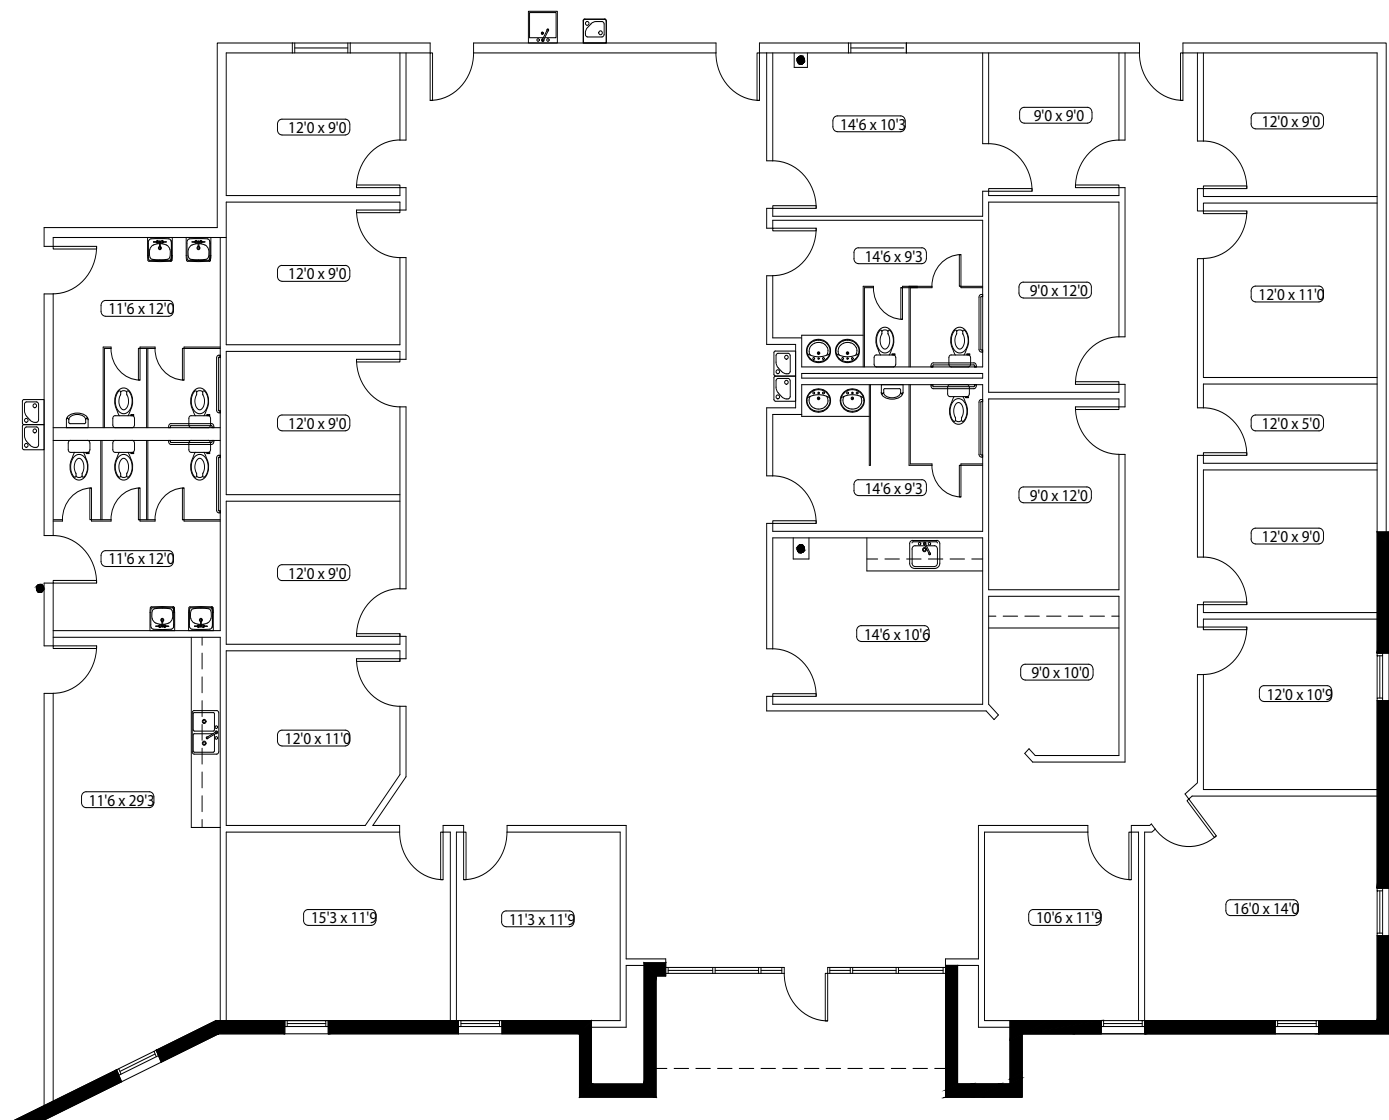 12'0 x 9'0
14'6 x 10'3
9'0 x 9'0
12'0 x 9'0
12'0 x 9'0
14'6 x 9'3
9'0 x 12'0
12'0 x 11'0
11'6 x 12'0
12'0 x 9'0
12'0 x 5'0
14'6 x 9'3
9'0 x 12'0
12'0 x 9'0
11'6 x 12'0
12'0 x 9'0
14'6 x 10'6
9'0 x 10'0
12'0 x 10'9
12'0 x 11'0
11'6 x 29'3
15'3 x 11'9
11'3 x 11'9
10'6 x 11'9
16'0 x 14'0